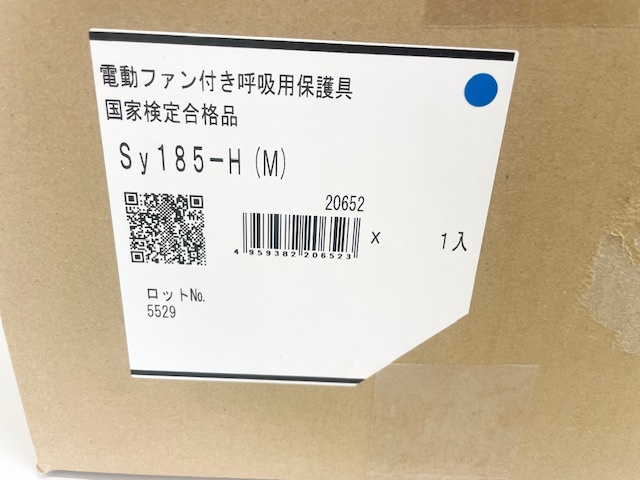 電動ファン付き呼吸用保護具
国家検定合格品
Sy185-H(M)
20652
4 959382 206523
X
1入
ロットNo.
5529